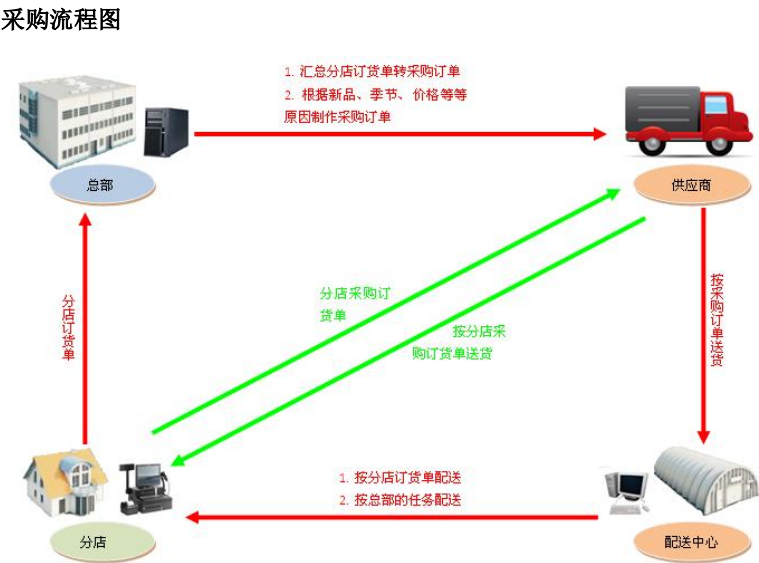 采购流程图
1. 汇总分店订货单转采购订单
2. 根据新品、季节、价格等等
原因制作采购订单
总部
供应商
分店订货单
分店采购订
货单
按分店采
购订货单送货
按采购订单送货
1. 按分店订货单配送
2. 按总部的任务配送
分店
配送中心